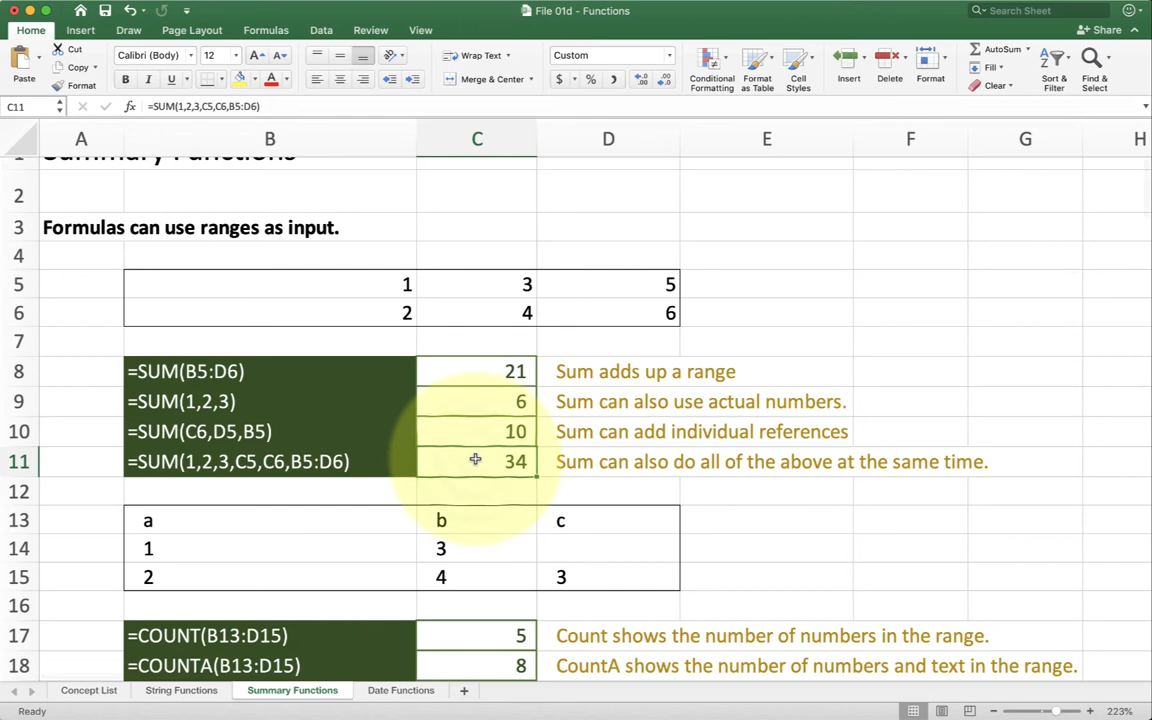 File 01d - Functions
Search Sheet
Home Insert Draw Page Layout Formulas Data Review View
Share
Paste
Cut
Copy
Format
Calibri (Body) 12
A A
B I U
A
Wrap Text
Merge & Center
Custom
$ % )
Conditional Formatting
Format as Table
Cell Styles
Insert
Delete
Format
AutoSum
Fill
Clear
Sort & Filter
Find & Select
C11 fx =SUM(1,2,3,C5,C6,B5:D6)
A B C D E F G H
1 Summary Functions
2
3 Formulas can use ranges as input.
4
5 1 3 5
6 2 4 6
7
8 =SUM(B5:D6) 21 Sum adds up a range
9 =SUM(1,2,3) 6 Sum can also use actual numbers.
10 =SUM(C6,D5,B5) 10 Sum can add individual references
11 =SUM(1,2,3,C5,C6,B5:D6) 34 Sum can also do all of the above at the same time.
12
13 a b c
14 1 3
15 2 4 3
16
17 =COUNT(B13:D15) 5 Count shows the number of numbers in the range.
18 =COUNTA(B13:D15) 8 CountA shows the number of numbers and text in the range.
Concept List String Functions Summary Functions Date Functions +
Ready
223%